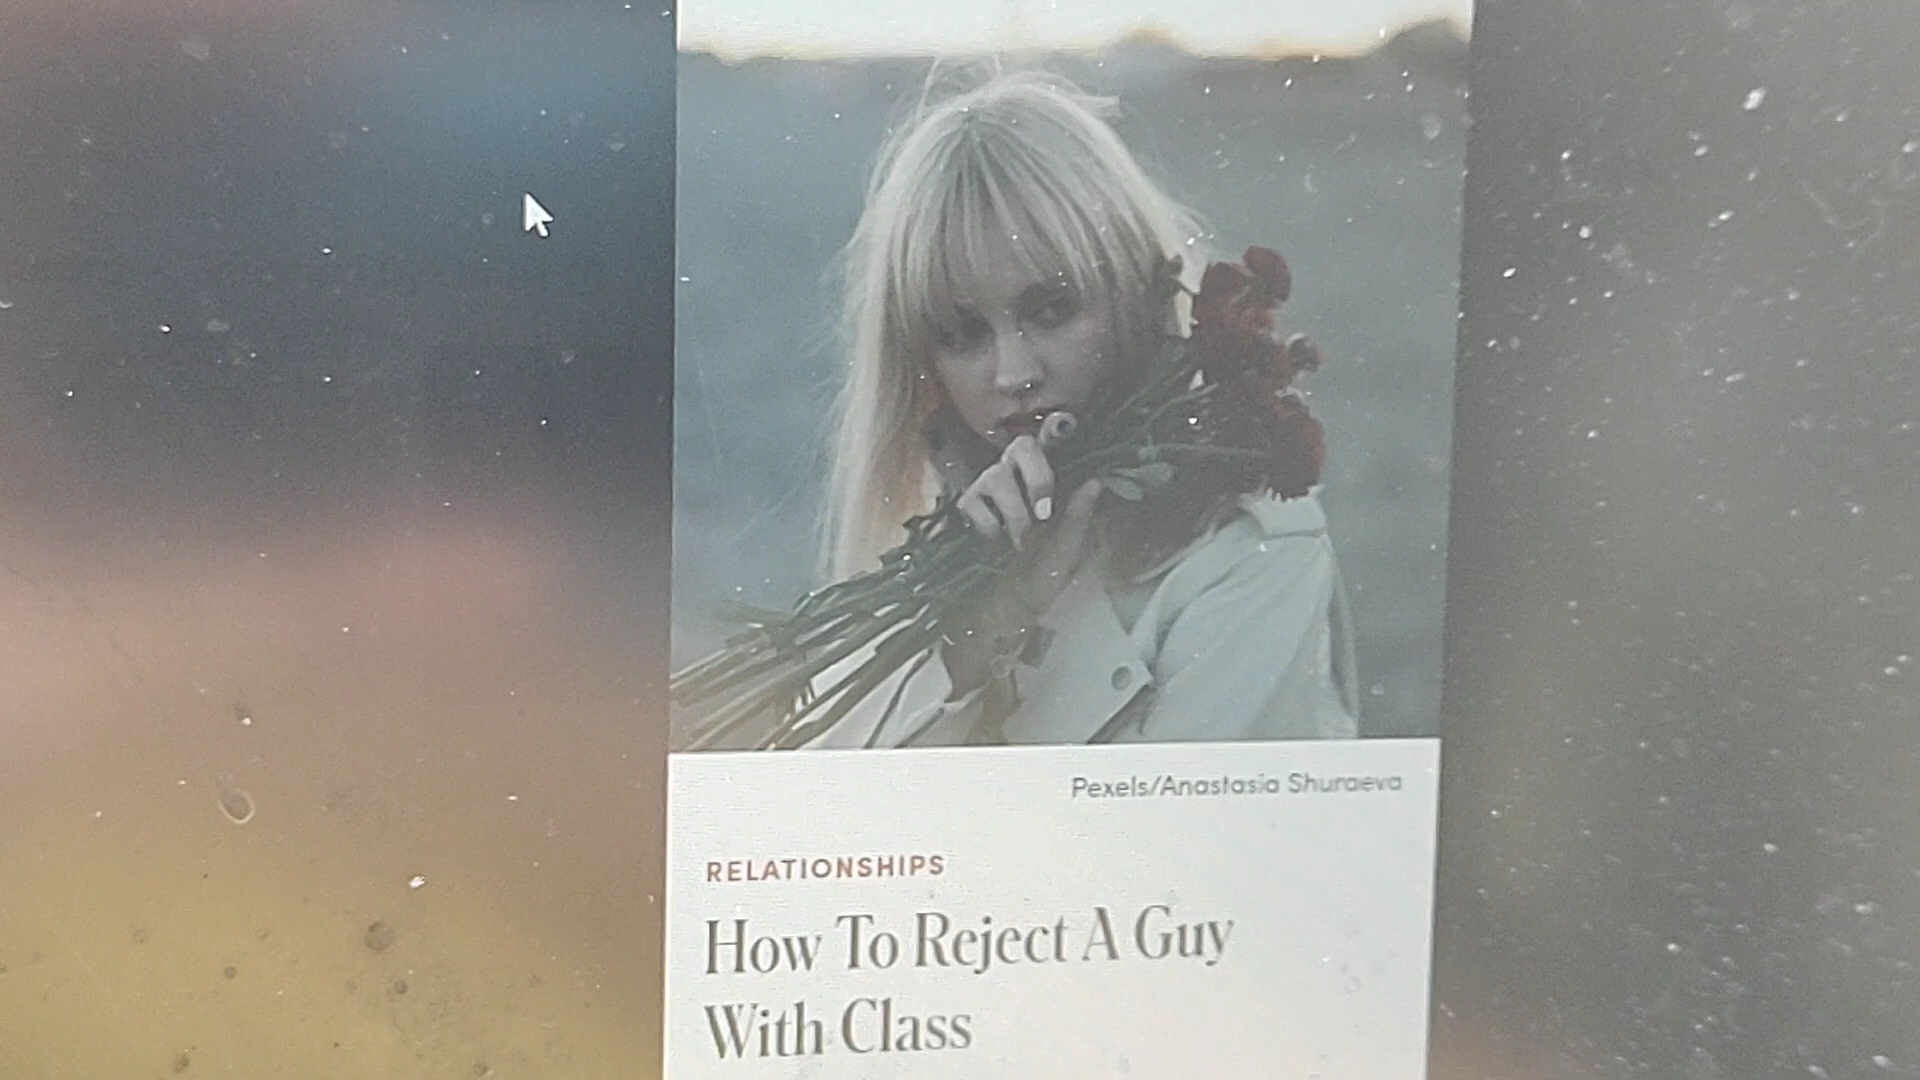 Pexels/Anastasia Shuraeva
RELATIONSHIPS
How To Reject A Guy
With Class